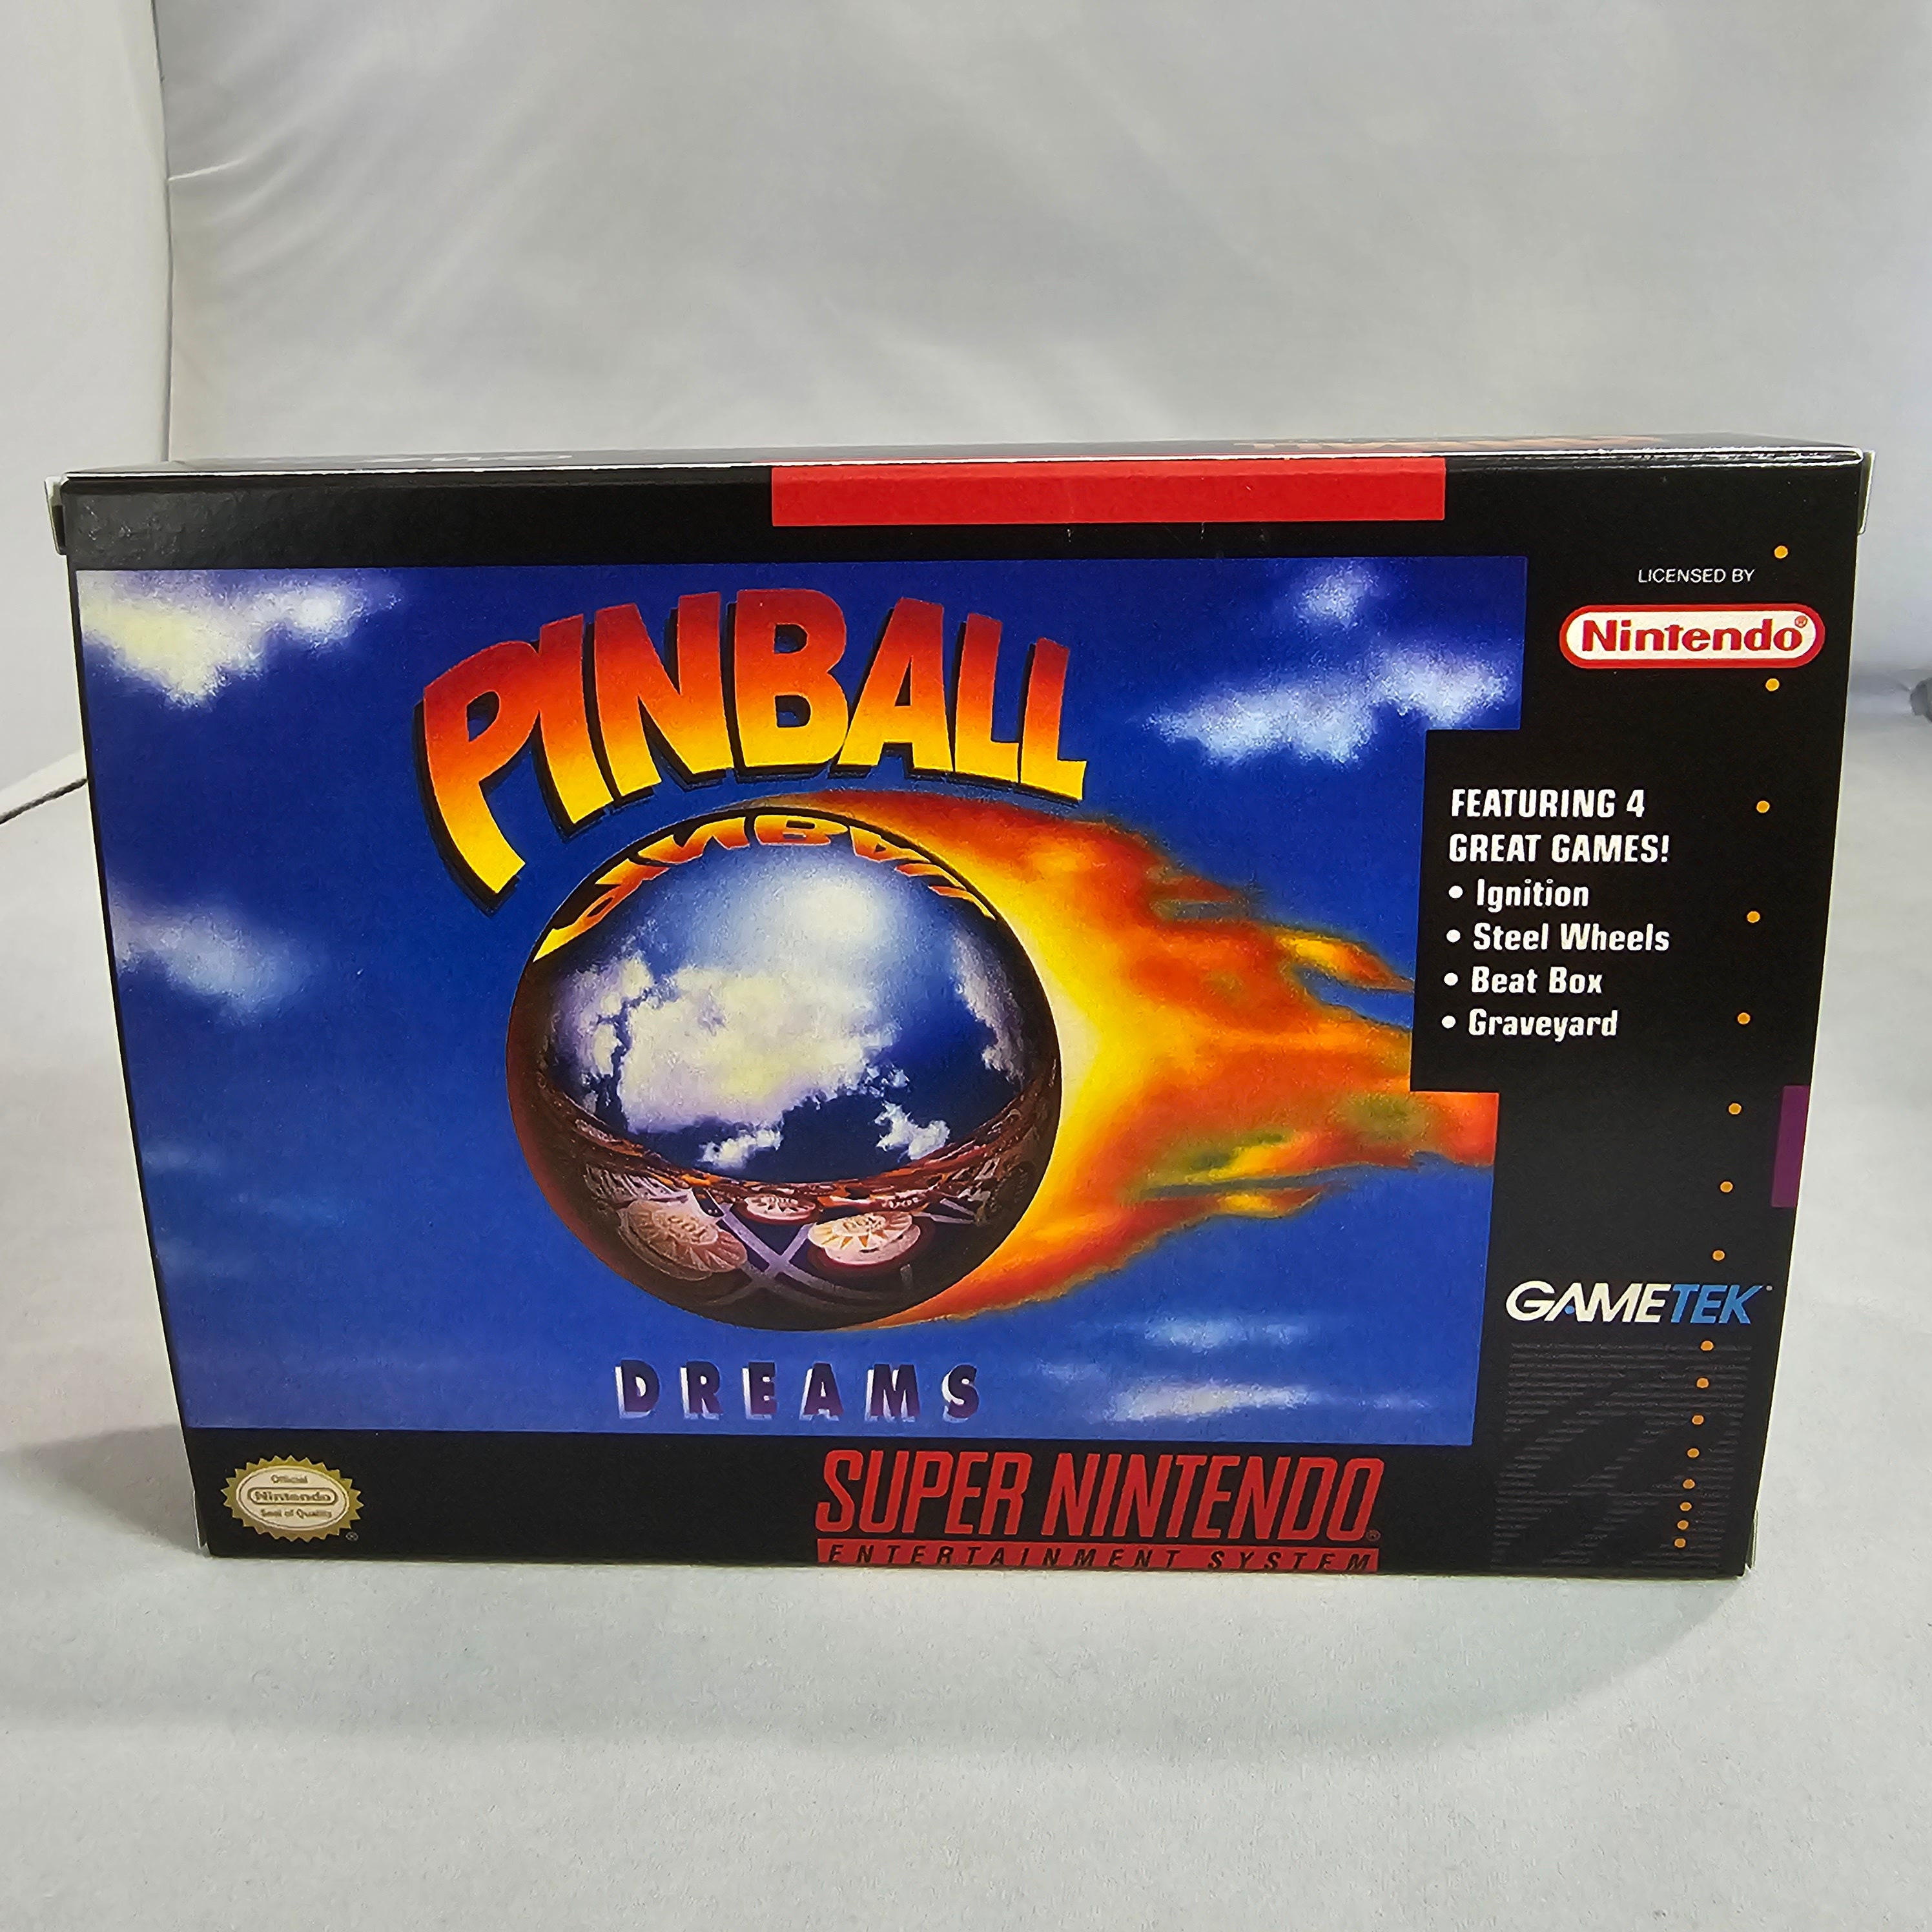 LICENSED BY
Nintendo®
PINBALL
FEATURING 4
GREAT GAMES!
• Ignition
• Steel Wheels
• Beat Box
• Graveyard
GAMETEK
DREAMS
Official
Nintendo
Seal of Quality
®
SUPER NINTENDO®
ENTERTAINMENT SYSTEM